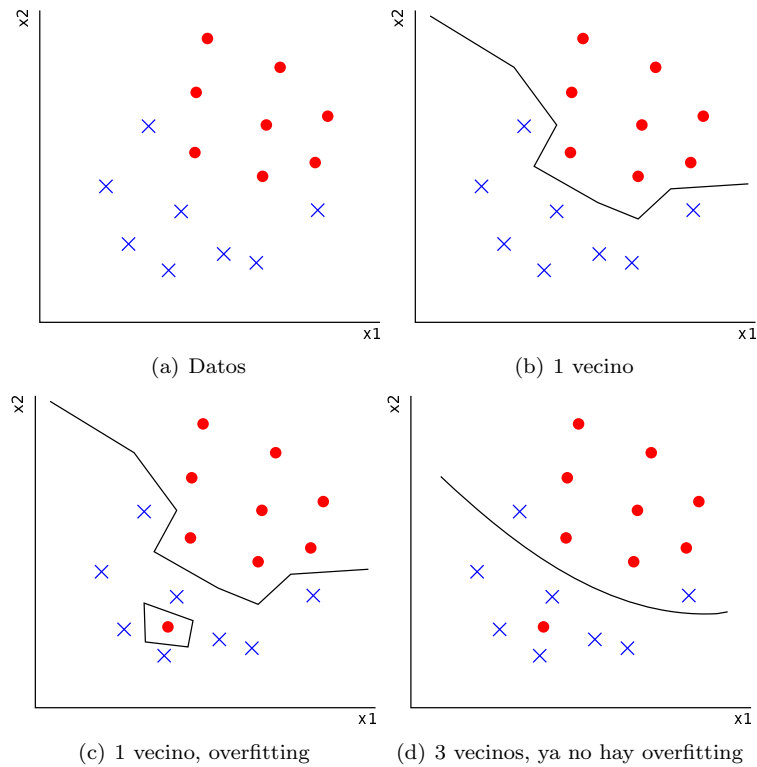 x2
x1
(a) Datos
x2
x1
(b) 1 vecino
x2
x1
(c) 1 vecino, overfitting
x2
x1
(d) 3 vecinos, ya no hay overfitting